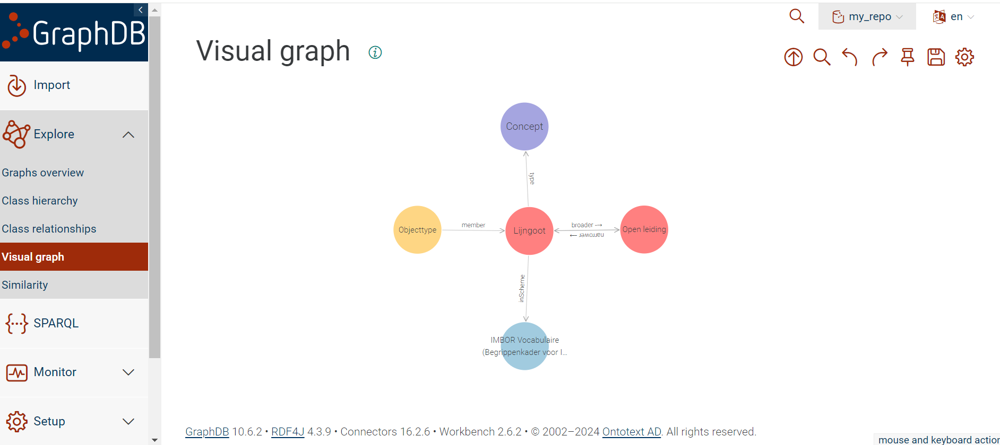 GraphDB
my_repo
en
Visual graph
Import
Explore
Graphs overview
Class hierarchy
Class relationships
Visual graph
Similarity
SPARQL
Monitor
Setup
Concept
type
Objecttype
member
Lijngoot
broader →
narrower →
Open leiding
inScheme
IMBOR Vocabulaire
(Begrippenkader voor I...
GraphDB 10.6.2 • RDF4J 4.3.9 • Connectors 16.2.6 • Workbench 2.6.2 • © 2002–2024 Ontotext AD. All rights reserved.
mouse and keyboard action